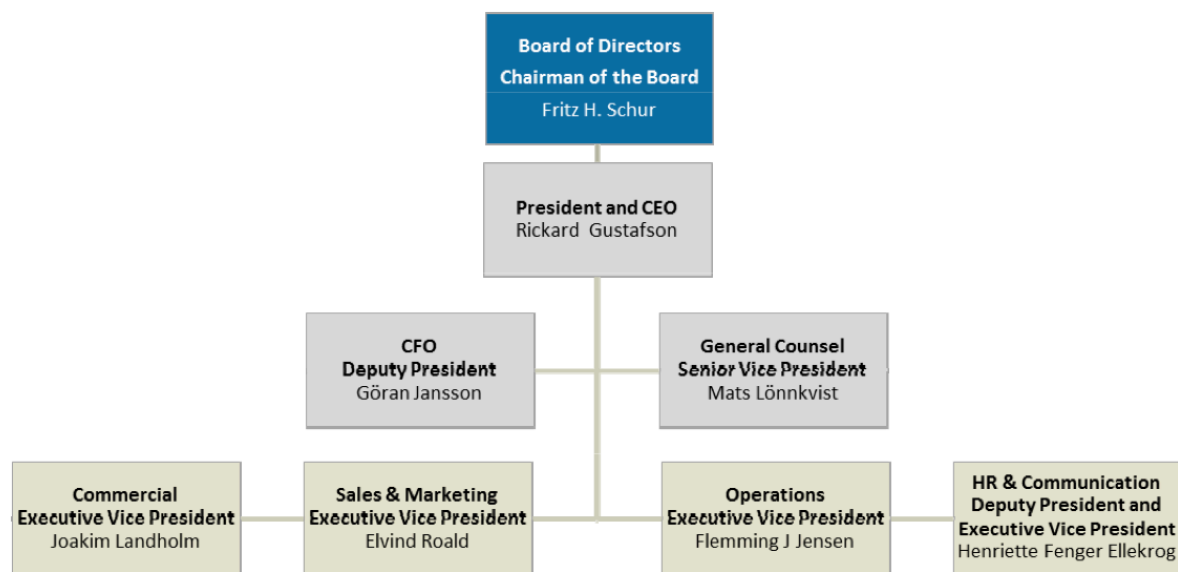 Board of Directors
Chairman of the Board
Fritz H. Schur
President and CEO
Rickard Gustafson
CFO
Deputy President
Göran Jansson
General Counsel
Senior Vice President
Mats Lönnkvist
Commercial
Executive Vice President
Joakim Landholm
Sales & Marketing
Executive Vice President
Elvind Roald
Operations
Executive Vice President
Flemming J Jensen
HR & Communication
Deputy President and
Executive Vice President
Henriette Fenger Ellekrog